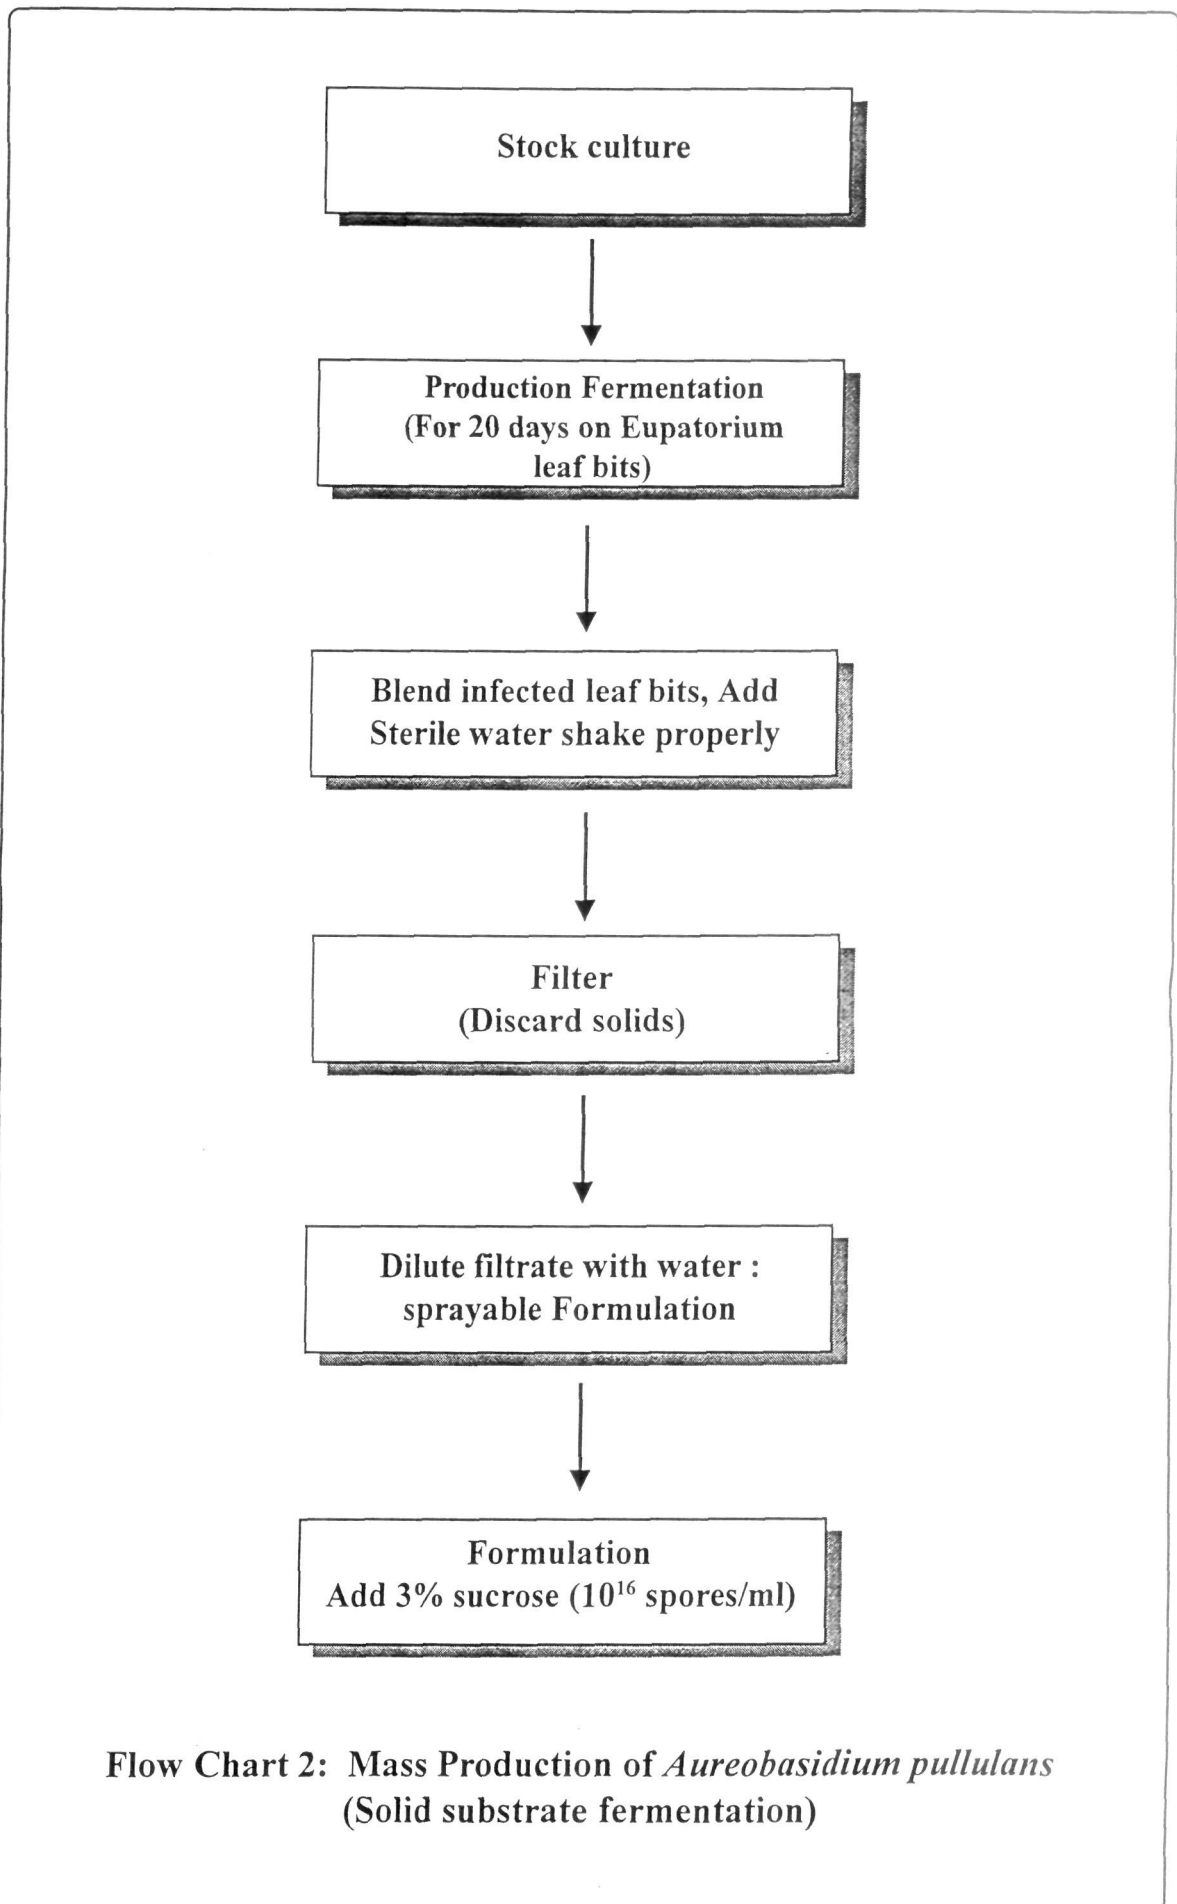 Stock culture
Production Fermentation
(For 20 days on Eupatorium
leaf bits)
Blend infected leaf bits, Add
Sterile water shake properly
Filter
(Discard solids)
Dilute filtrate with water :
sprayable Formulation
Formulation
Add 3% sucrose (10¹⁶ spores/ml)
Flow Chart 2: Mass Production of Aureobasidium pullulans
(Solid substrate fermentation)